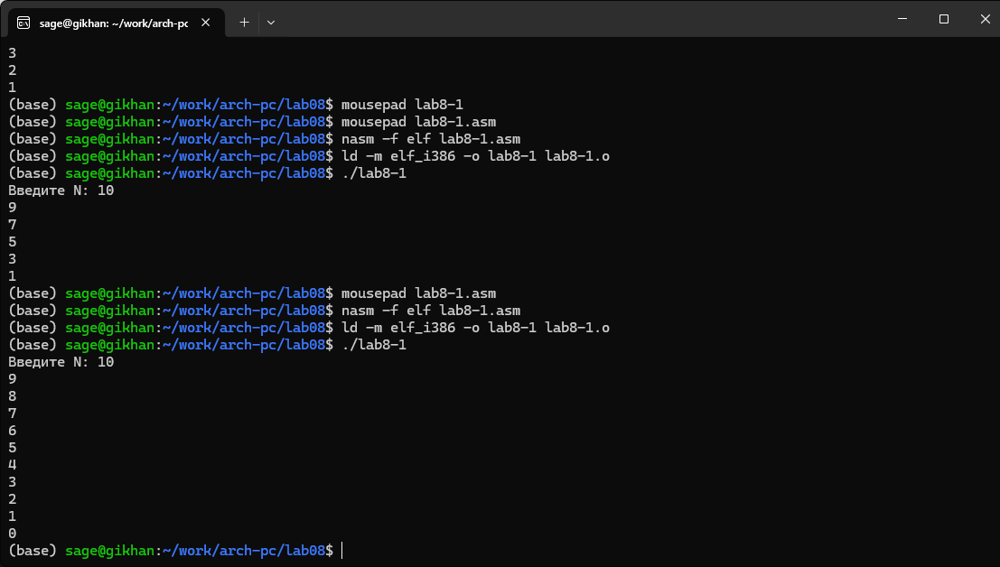 sage@gikhan: ~/work/arch-pc
3
2
1
(base) sage@gikhan:~/work/arch-pc/lab08$ mousepad lab8-1
(base) sage@gikhan:~/work/arch-pc/lab08$ mousepad lab8-1.asm
(base) sage@gikhan:~/work/arch-pc/lab08$ nasm -f elf lab8-1.asm
(base) sage@gikhan:~/work/arch-pc/lab08$ ld -m elf_i386 -o lab8-1 lab8-1.o
(base) sage@gikhan:~/work/arch-pc/lab08$ ./lab8-1
Введите N: 10
9
7
5
3
1
(base) sage@gikhan:~/work/arch-pc/lab08$ mousepad lab8-1.asm
(base) sage@gikhan:~/work/arch-pc/lab08$ nasm -f elf lab8-1.asm
(base) sage@gikhan:~/work/arch-pc/lab08$ ld -m elf_i386 -o lab8-1 lab8-1.o
(base) sage@gikhan:~/work/arch-pc/lab08$ ./lab8-1
Введите N: 10
9
8
7
6
5
4
3
2
1
0
(base) sage@gikhan:~/work/arch-pc/lab08$